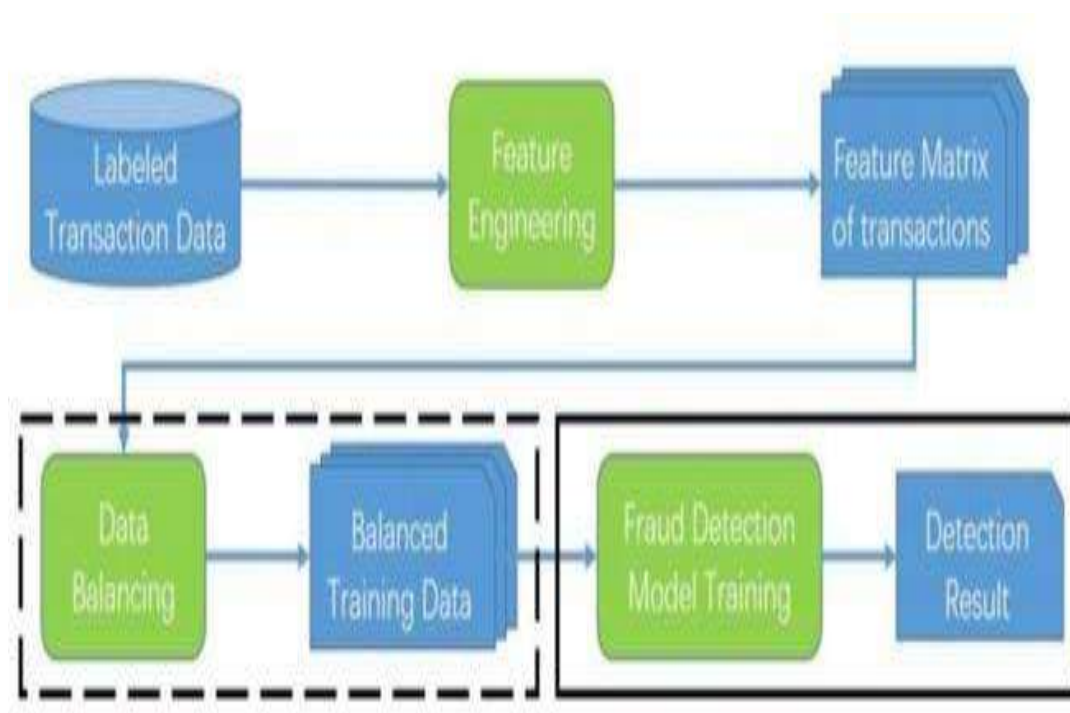 Labeled
Transaction Data
Feature
Engineering
Feature Matrix
of transactions
Data
Balancing
Balanced
Training Data
Fraud Detection
Model Training
Detection
Result